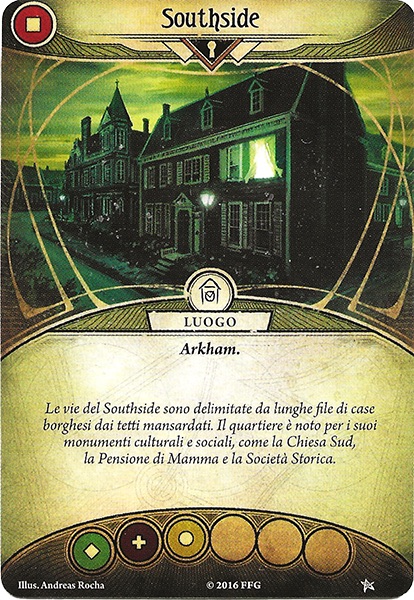 Southside
LUOGO
Arkham.
Le vie del Southside sono delimitate da lunghe file di case
borghesi dai tetti mansardati. Il quartiere è noto per i suoi
monumenti culturali e sociali, come la Chiesa Sud,
la Pensione di Mamma e la Società Storica.
Illus. Andreas Rocha
© 2016 FFG